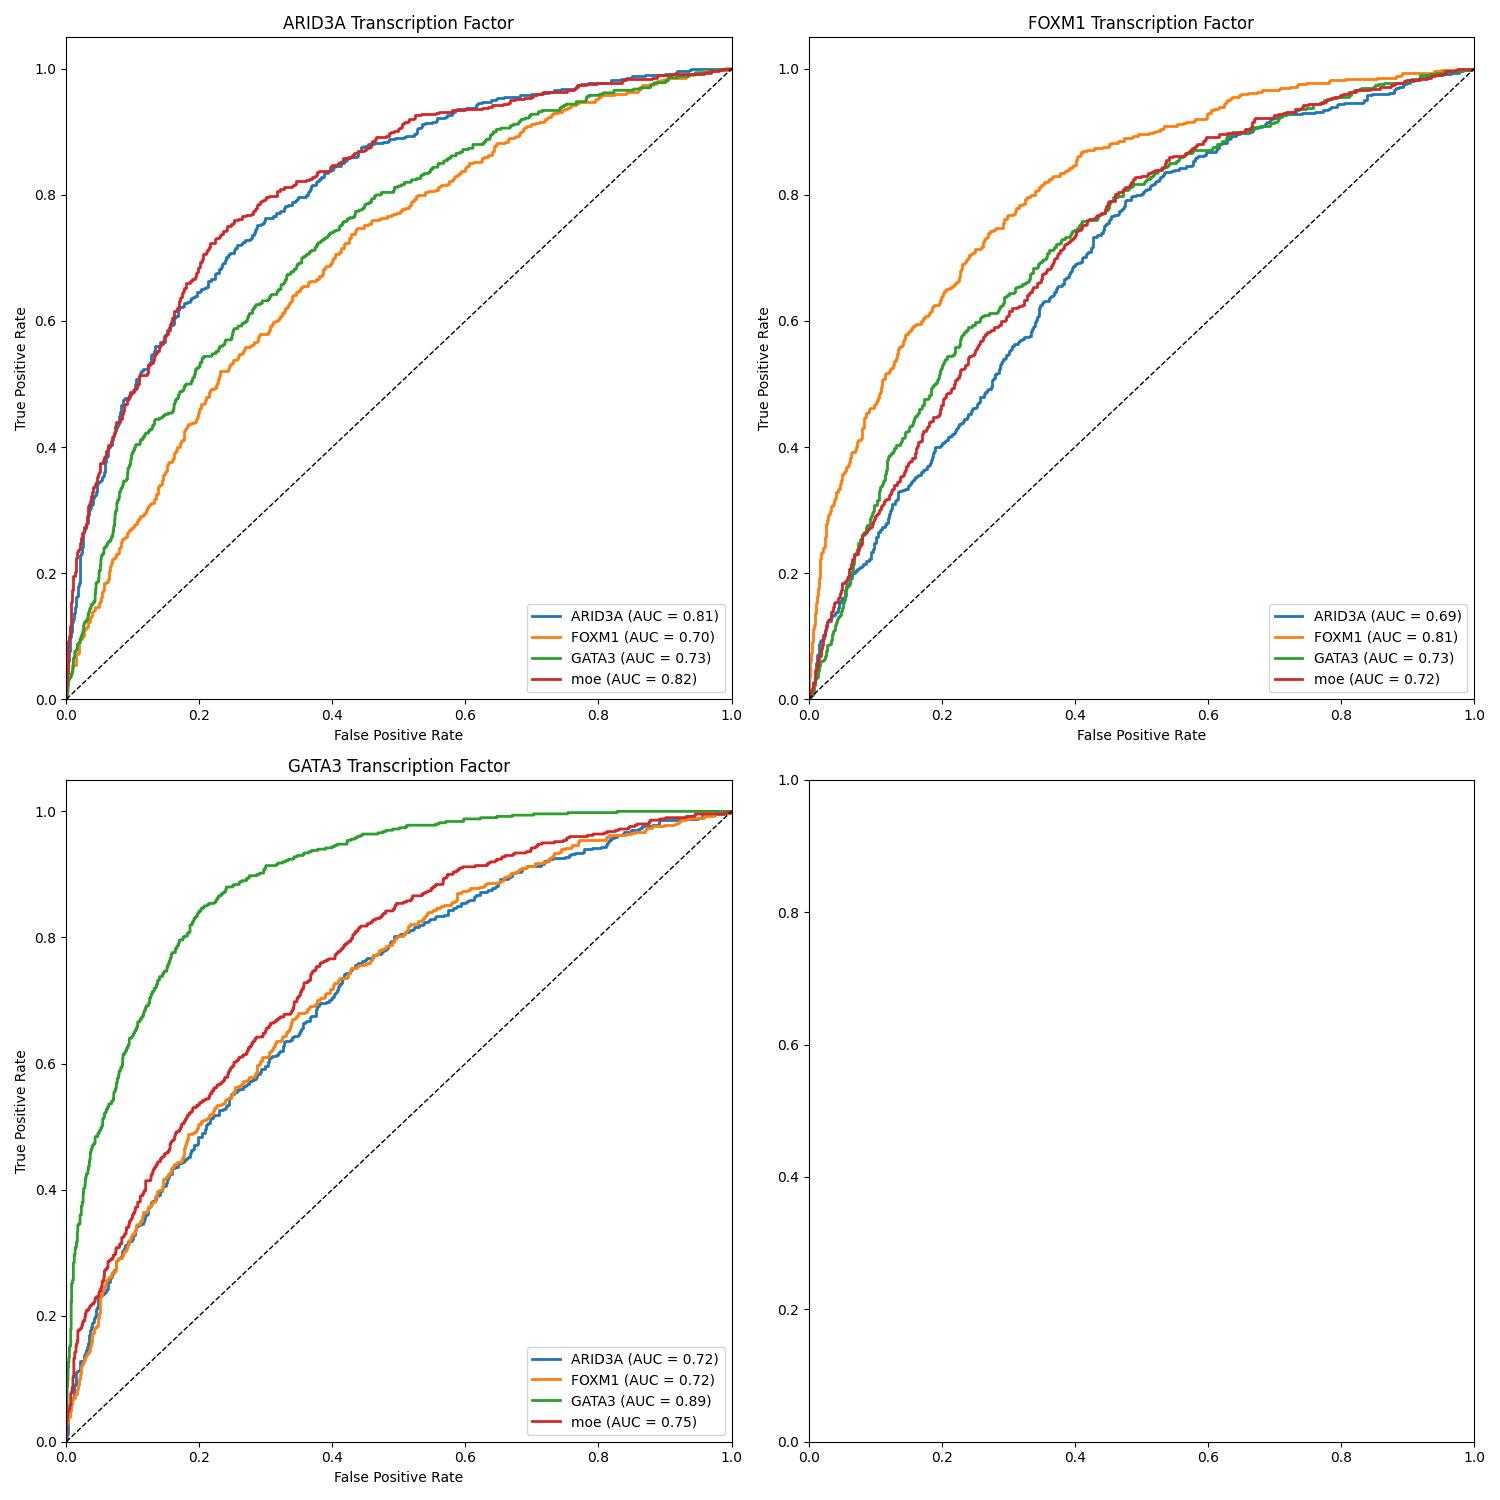 ARID3A Transcription Factor
True Positive Rate
1.0
0.8
0.6
0.4
0.2
0.0
0.0 0.2 0.4 0.6 0.8 1.0
False Positive Rate
ARID3A (AUC = 0.81)
FOXM1 (AUC = 0.70)
GATA3 (AUC = 0.73)
moe (AUC = 0.82)
FOXM1 Transcription Factor
True Positive Rate
1.0
0.8
0.6
0.4
0.2
0.0
0.0 0.2 0.4 0.6 0.8 1.0
False Positive Rate
ARID3A (AUC = 0.69)
FOXM1 (AUC = 0.81)
GATA3 (AUC = 0.73)
moe (AUC = 0.72)
GATA3 Transcription Factor
True Positive Rate
1.0
0.8
0.6
0.4
0.2
0.0
0.0 0.2 0.4 0.6 0.8 1.0
False Positive Rate
ARID3A (AUC = 0.72)
FOXM1 (AUC = 0.72)
GATA3 (AUC = 0.89)
moe (AUC = 0.75)
1.0
0.8
0.6
0.4
0.2
0.0
0.0 0.2 0.4 0.6 0.8 1.0